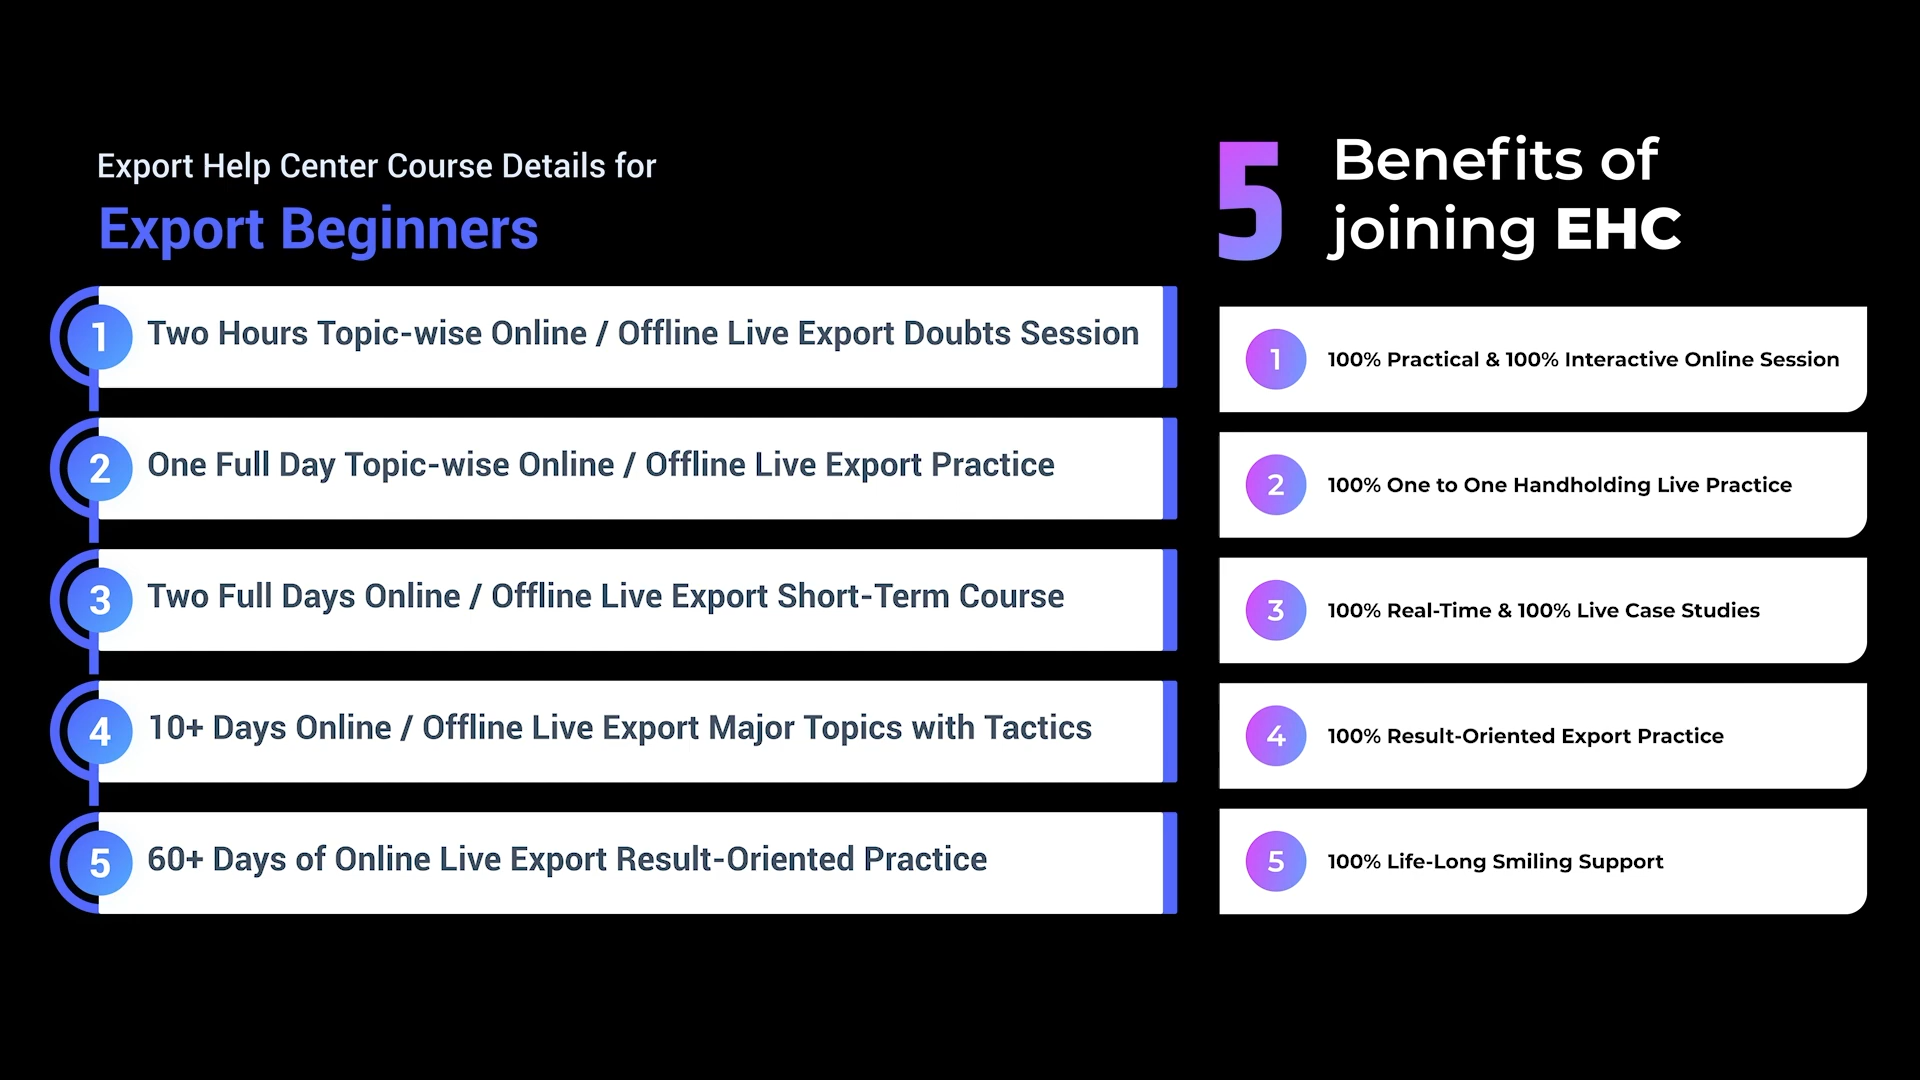 Export Help Center Course Details for
Export Beginners
1 Two Hours Topic-wise Online / Offline Live Export Doubts Session
2 One Full Day Topic-wise Online / Offline Live Export Practice
3 Two Full Days Online / Offline Live Export Short-Term Course
4 10+ Days Online / Offline Live Export Major Topics with Tactics
5 60+ Days of Online Live Export Result-Oriented Practice
5 Benefits of
joining EHC
1 100% Practical & 100% Interactive Online Session
2 100% One to One Handholding Live Practice
3 100% Real-Time & 100% Live Case Studies
4 100% Result-Oriented Export Practice
5 100% Life-Long Smiling Support